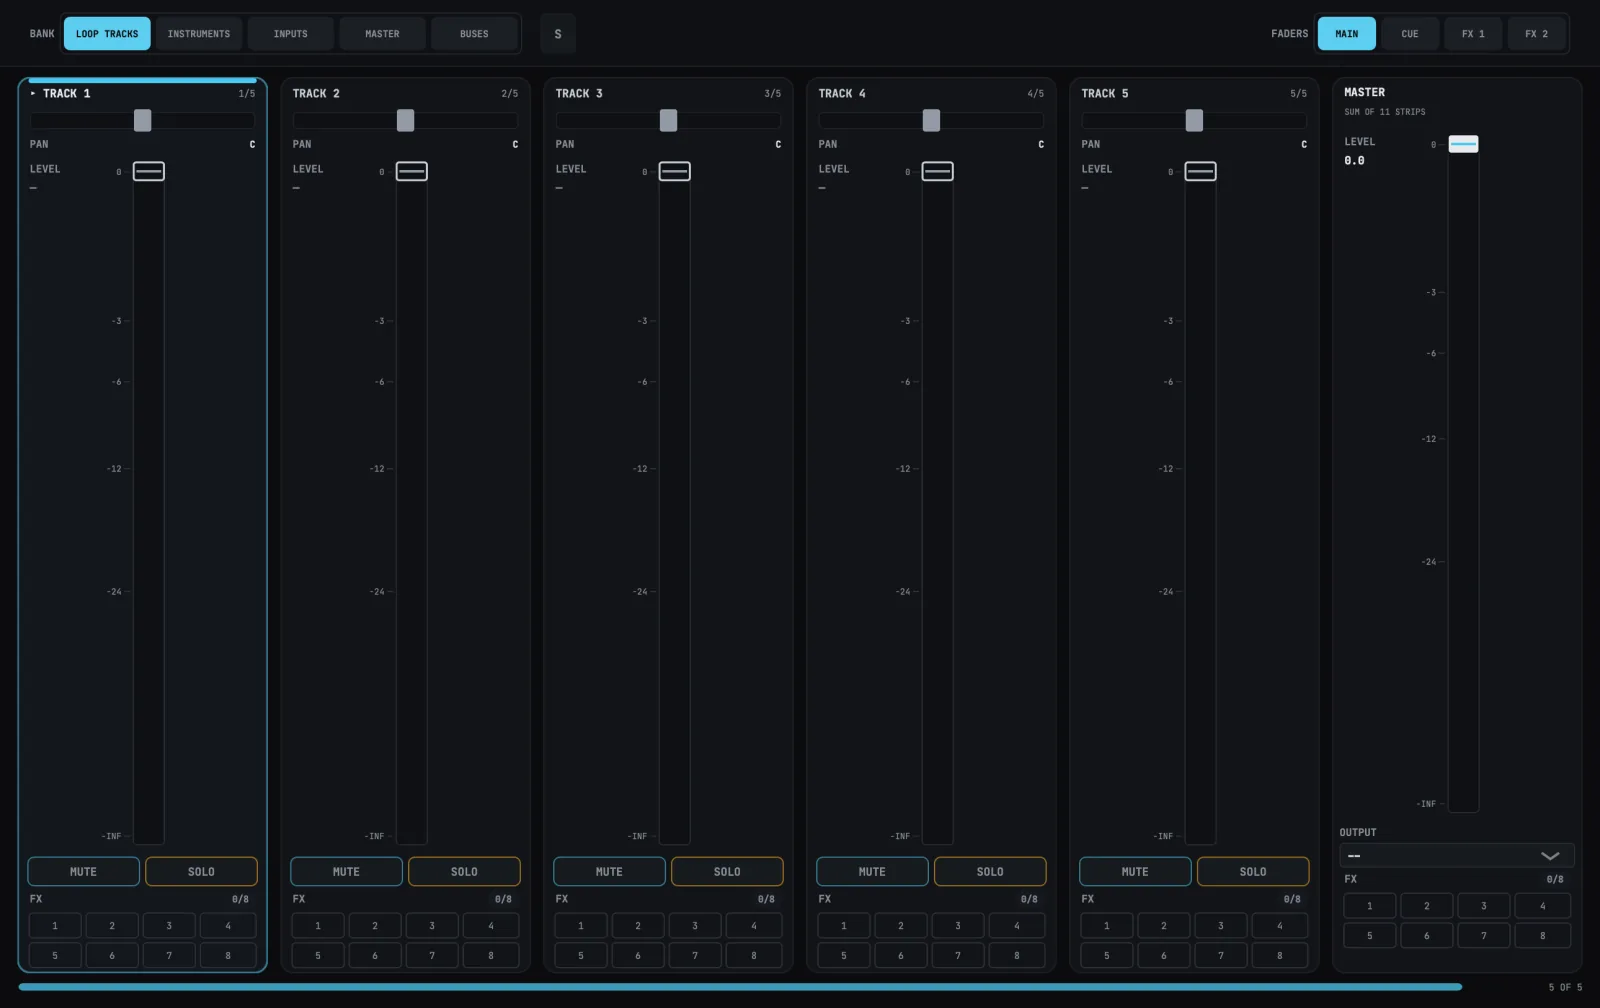 BANK LOOP TRACKS INSTRUMENTS INPUTS MASTER BUSES S FADERS MAIN CUE FX 1 FX 2
TRACK 1 1/5
PAN C
LEVEL 0
—
-3
-6
-12
-24
-INF
MUTE SOLO
FX 0/8
1 2 3 4
5 6 7 8
TRACK 2 2/5
PAN C
LEVEL 0
—
-3
-6
-12
-24
-INF
MUTE SOLO
FX 0/8
1 2 3 4
5 6 7 8
TRACK 3 3/5
PAN C
LEVEL 0
—
-3
-6
-12
-24
-INF
MUTE SOLO
FX 0/8
1 2 3 4
5 6 7 8
TRACK 4 4/5
PAN C
LEVEL 0
—
-3
-6
-12
-24
-INF
MUTE SOLO
FX 0/8
1 2 3 4
5 6 7 8
TRACK 5 5/5
PAN C
LEVEL 0
—
-3
-6
-12
-24
-INF
MUTE SOLO
FX 0/8
1 2 3 4
5 6 7 8
MASTER
SUM OF 11 STRIPS
LEVEL 0
0.0
-3
-6
-12
-24
-INF
OUTPUT
——
FX 0/8
1 2 3 4
5 6 7 8
5 OF 5